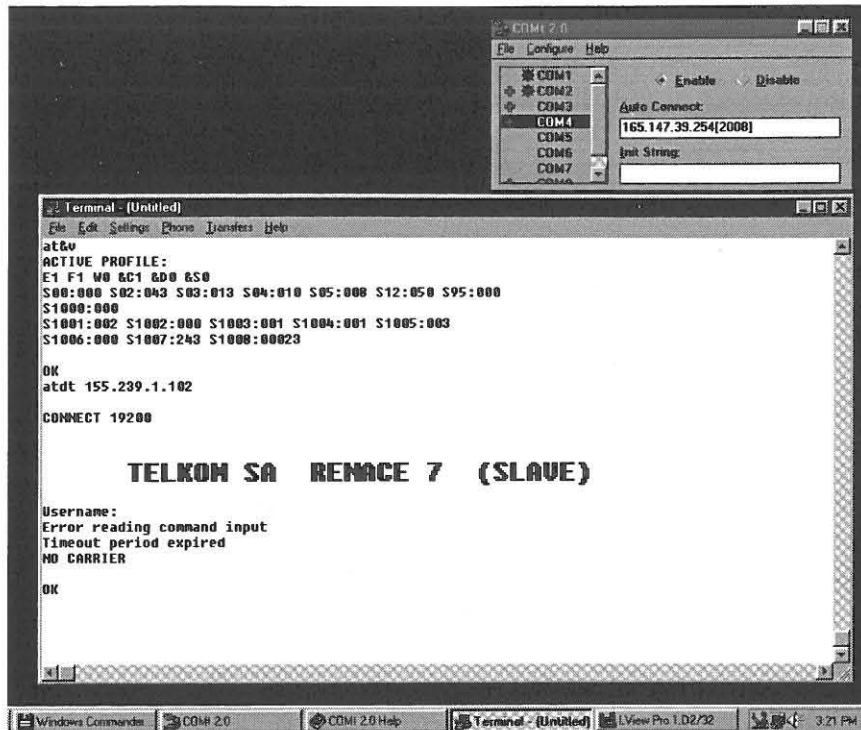 COMt 2.0
File Configure Help
COM1
COM2
COM3
COM4
COM5
COM6
COM7
Enable Disable
Auto Connect:
165.147.39.254[2008]
Init String:
Terminal - (Untitled)
File Edit Settings Phone Transfers Help
at&v
ACTIVE PROFILE:
E1 F1 W0 &C1 &D0 &S0
S00:000 S02:043 S03:013 S04:010 S05:008 S12:050 S95:000
S1000:000
S1001:002 S1002:000 S1003:001 S1004:001 S1005:003
S1006:000 S1007:243 S1008:00023
OK
atdt 155.239.1.102
CONNECT 19200
TELKOM SA RENACE 7 (SLAVE)
Username:
Error reading command input
Timeout period expired
NO CARRIER
OK
Windows Commander COMt 2.0 COMt 2.0 Help Terminal - (Untitled) LView Pro 1.D2/32 3:21 PM